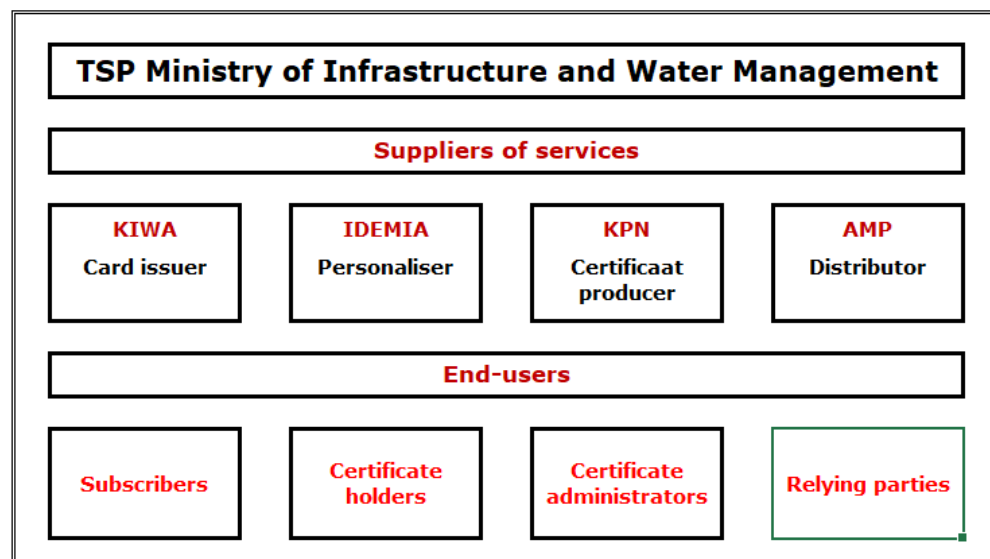 TSP Ministry of Infrastructure and Water Management
Suppliers of services
KIWA
Card issuer
IDEMIA
Personaliser
KPN
Certificaat
producer
AMP
Distributor
End-users
Subscribers
Certificate
holders
Certificate
administrators
Relying parties